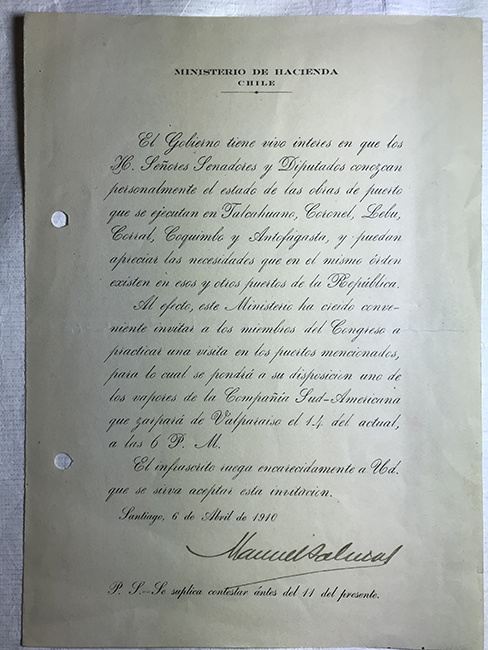 MINISTERIO DE HACIENDA
CHILE
El Gobierno tiene vivo interes en que los
H. Señores Senadores y Diputados conozcan
personalmente el estado de las obras de puerto
que se ejecutan en Talcahuano, Coronel, Lebu,
Corral, Coquimbo y Antofagasta, y puedan
apreciar las necesidades que en el mismo órden
existen en esos y otros puertos de la República.
Al efecto, este Ministerio ha creido conve-
niente invitar a los miembros del Congreso a
practicar una visita en los puertos mencionados,
para lo cual se pondrá a su disposicion uno de
los vapores de la Compañía Sud-Americana
que zarpará de Valparaiso el 14 del actual,
a las 6 P. M.
El infrascrito ruega encarecidamente a Ud.
que se sirva aceptar esta invitacion.
Santiago, 6 de Abril de 1910
Manuel Salinas
P. S.—Se suplica contestar ántes del 11 del presente.